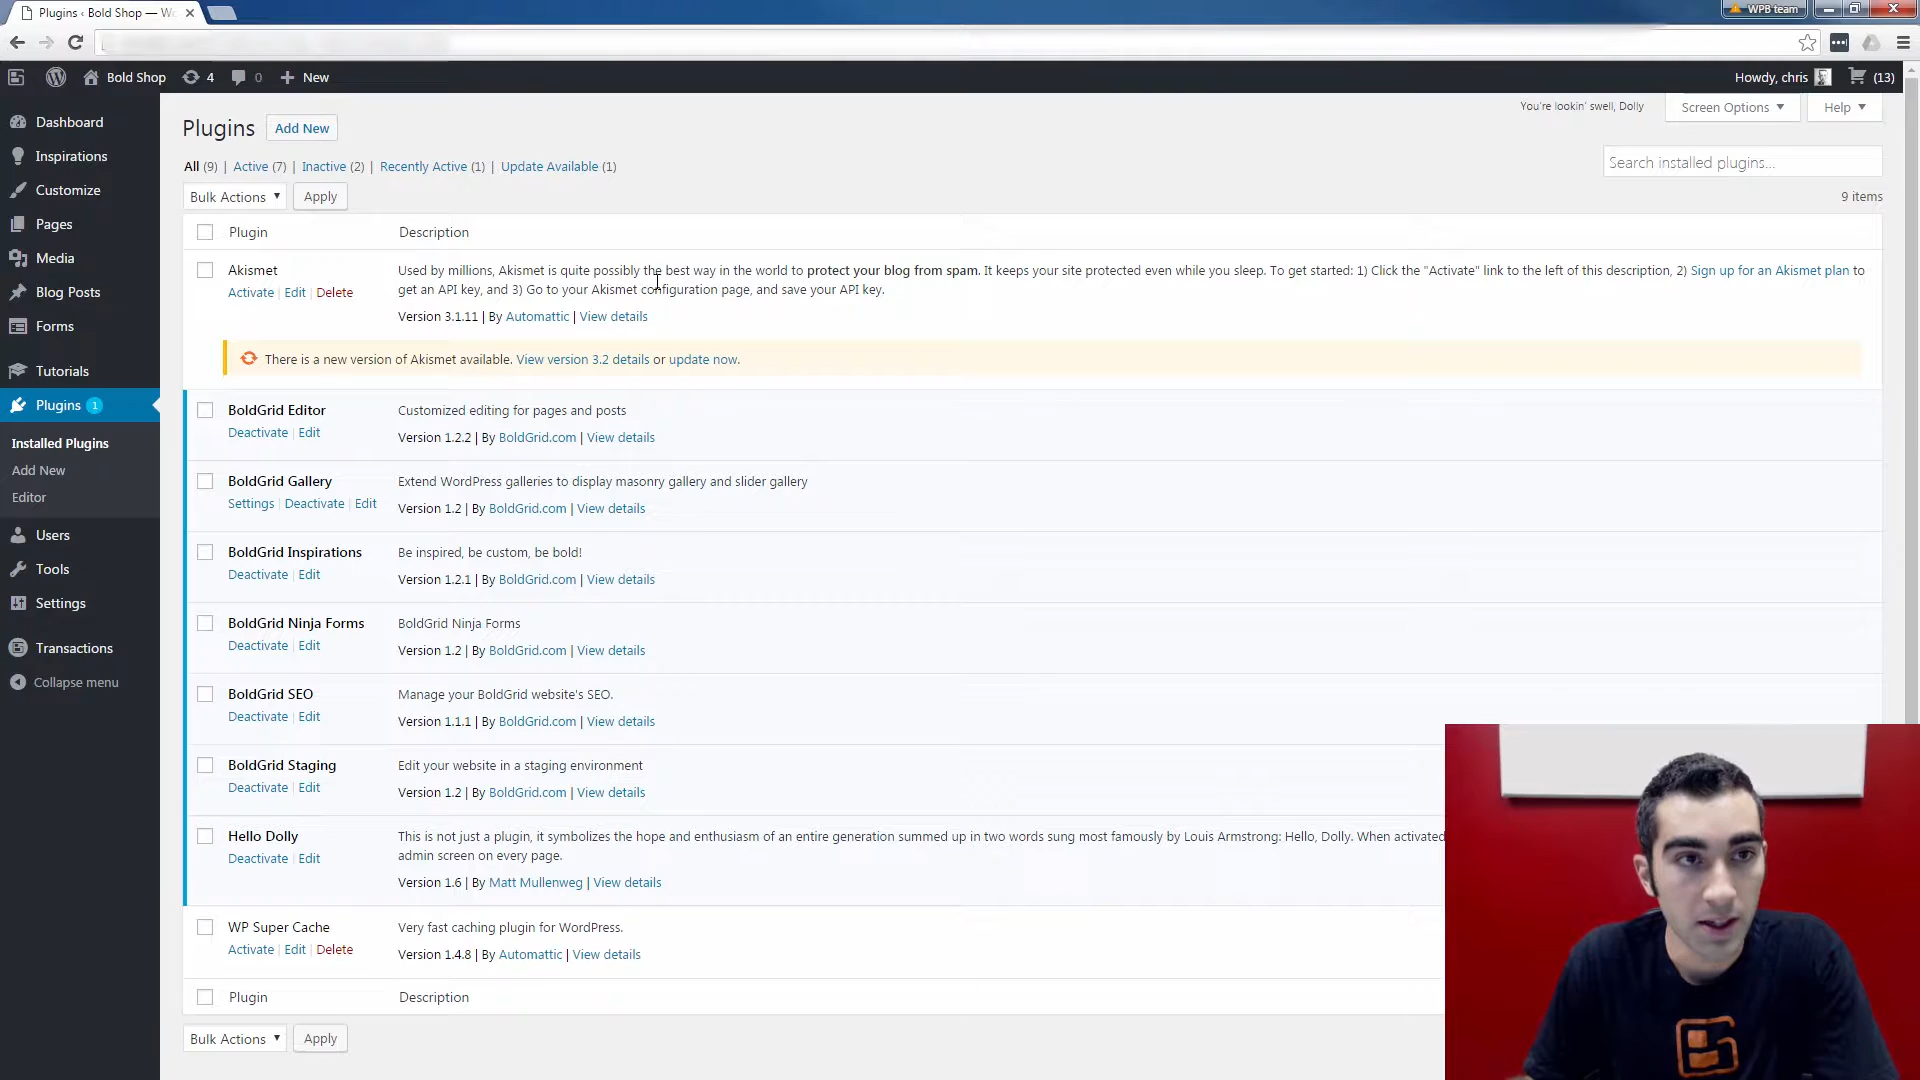 Plugins ‹ Bold Shop — W
WPB team
Bold Shop 4 0 New
Howdy, chris (13)
Dashboard
Inspirations
Customize
Pages
Media
Blog Posts
Forms
Tutorials
Plugins 1
Installed Plugins
Add New
Editor
Users
Tools
Settings
Transactions
Collapse menu
You're lookin' swell, Dolly
Screen Options
Help
Plugins Add New
All (9) | Active (7) | Inactive (2) | Recently Active (1) | Update Available (1)
Search installed plugins...
Bulk Actions Apply
9 items
Plugin Description
Akismet
Activate | Edit | Delete
Used by millions, Akismet is quite possibly the best way in the world to protect your blog from spam. It keeps your site protected even while you sleep. To get started: 1) Click the "Activate" link to the left of this description, 2) Sign up for an Akismet plan to
get an API key, and 3) Go to your Akismet configuration page, and save your API key.
Version 3.1.11 | By Automattic | View details
There is a new version of Akismet available. View version 3.2 details or update now.
BoldGrid Editor
Deactivate | Edit
Customized editing for pages and posts
Version 1.2.2 | By BoldGrid.com | View details
BoldGrid Gallery
Settings | Deactivate | Edit
Extend WordPress galleries to display masonry gallery and slider gallery
Version 1.2 | By BoldGrid.com | View details
BoldGrid Inspirations
Deactivate | Edit
Be inspired, be custom, be bold!
Version 1.2.1 | By BoldGrid.com | View details
BoldGrid Ninja Forms
Deactivate | Edit
BoldGrid Ninja Forms
Version 1.2 | By BoldGrid.com | View details
BoldGrid SEO
Deactivate | Edit
Manage your BoldGrid website's SEO.
Version 1.1.1 | By BoldGrid.com | View details
BoldGrid Staging
Deactivate | Edit
Edit your website in a staging environment
Version 1.2 | By BoldGrid.com | View details
Hello Dolly
Deactivate | Edit
This is not just a plugin, it symbolizes the hope and enthusiasm of an entire generation summed up in two words sung most famously by Louis Armstrong: Hello, Dolly. When activated
admin screen on every page.
Version 1.6 | By Matt Mullenweg | View details
WP Super Cache
Activate | Edit | Delete
Very fast caching plugin for WordPress.
Version 1.4.8 | By Automattic | View details
Plugin Description
Bulk Actions Apply